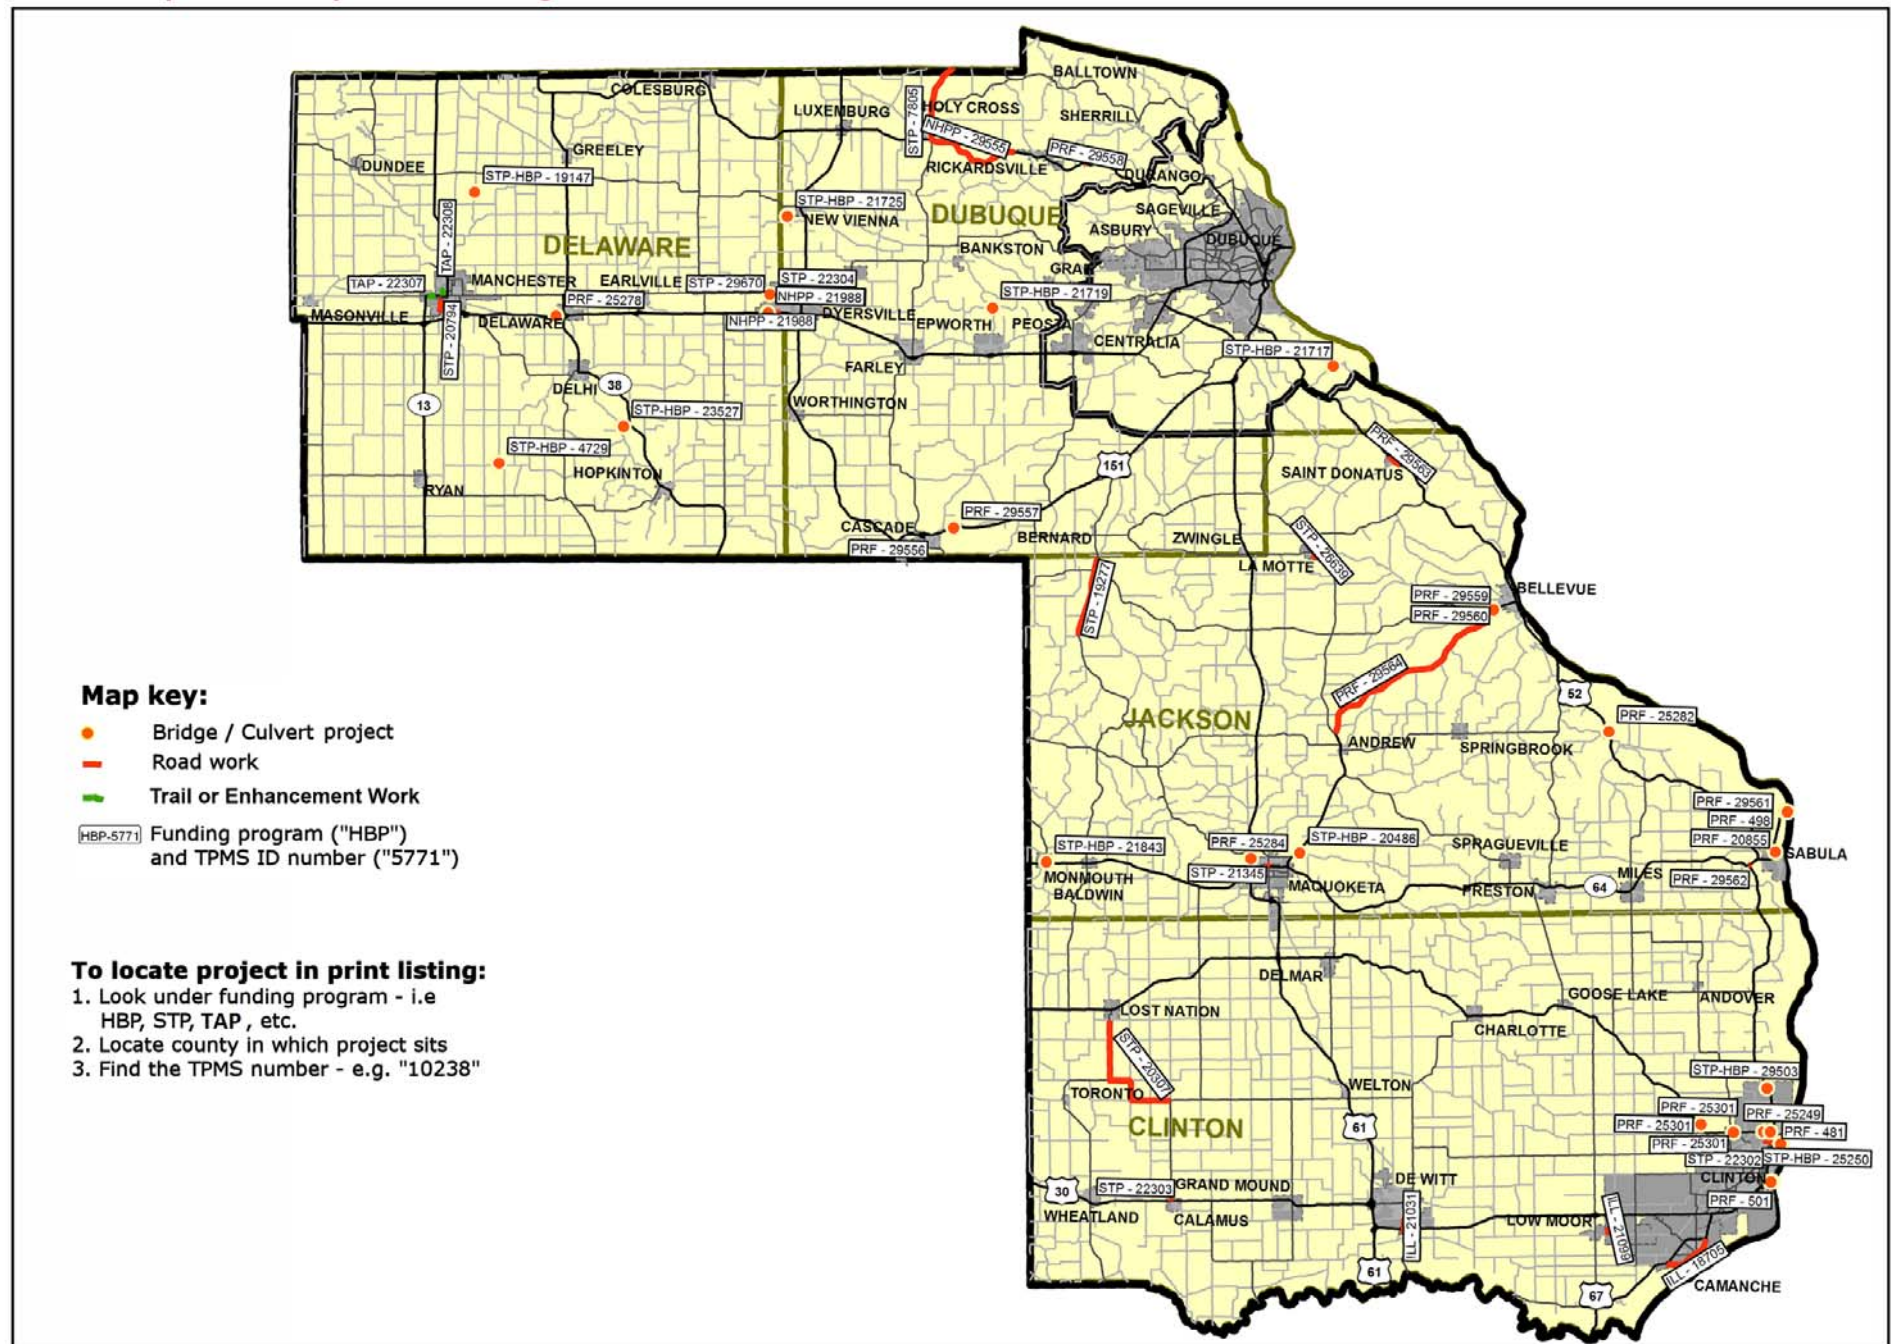 BALLTOWN
COLESBURG
LUXEMBURG
STP - 7805
HOLY CROSS
SHERRILL
NHPP - 29555
PRF - 29558
GREELEY
DUNDEE
RICKARDSVILLE
DURANGO
STP-HBP - 19147
STP-HBP - 21725
NEW VIENNA
DUBUQUE
SAGEVILLE
ASBURY
DUBUQUE
TAP - 22308
DELAWARE
BANKSTON
TAP - 22307
MANCHESTER
EARLVILLE
STP - 29670
STP - 22304
NHPP - 21988
STP-HBP - 21719
PRF - 25278
MASONVILLE
STP - 20794
DELAWARE
NHPP - 21988
DYERSVILLE
EPWORTH
PEOSTA
CENTRALIA
STP-HBP - 21717
FARLEY
DELHI
38
13
STP-HBP - 23527
WORTHINGTON
STP-HBP - 4729
HOPKINTON
RYAN
151
PRF - 29563
SAINT DONATUS
PRF - 29557
CASCADE
PRF - 29556
BERNARD
ZWINGLE
STP - 26639
LA MOTTE
STP - 19277
PRF - 29559
BELLEVUE
PRF - 29560
PRF - 29564
52
JACKSON
PRF - 25282
ANDREW
SPRINGBROOK
PRF - 29561
PRF - 498
PRF - 20855
SABULA
STP-HBP - 21843
PRF - 25284
STP-HBP - 20486
SPRAGUEVILLE
MONMOUTH
BALDWIN
STP - 21345
MAQUOKETA
PRESTON
64
MILES
PRF - 29562
DELMAR
GOOSE LAKE
ANDOVER
LOST NATION
CHARLOTTE
STP - 20307
TORONTO
WELTON
STP-HBP - 29503
CLINTON
61
PRF - 25301
PRF - 25249
PRF - 25301
PRF - 481
PRF - 25301
STP - 22302
STP-HBP - 25250
30
STP - 22303
GRAND MOUND
DE WITT
CLINTON
PRF - 501
WHEATLAND
CALAMUS
ILL - 21031
LOW MOOR
ILL - 21099
61
ILL - 18705
CAMANCHE
67
Map key:
Bridge / Culvert project
Road work
Trail or Enhancement Work
HBP-5771
Funding program ("HBP")
and TPMS ID number ("5771")
To locate project in print listing:
1. Look under funding program - i.e
HBP, STP, TAP , etc.
2. Locate county in which project sits
3. Find the TPMS number - e.g. "10238"